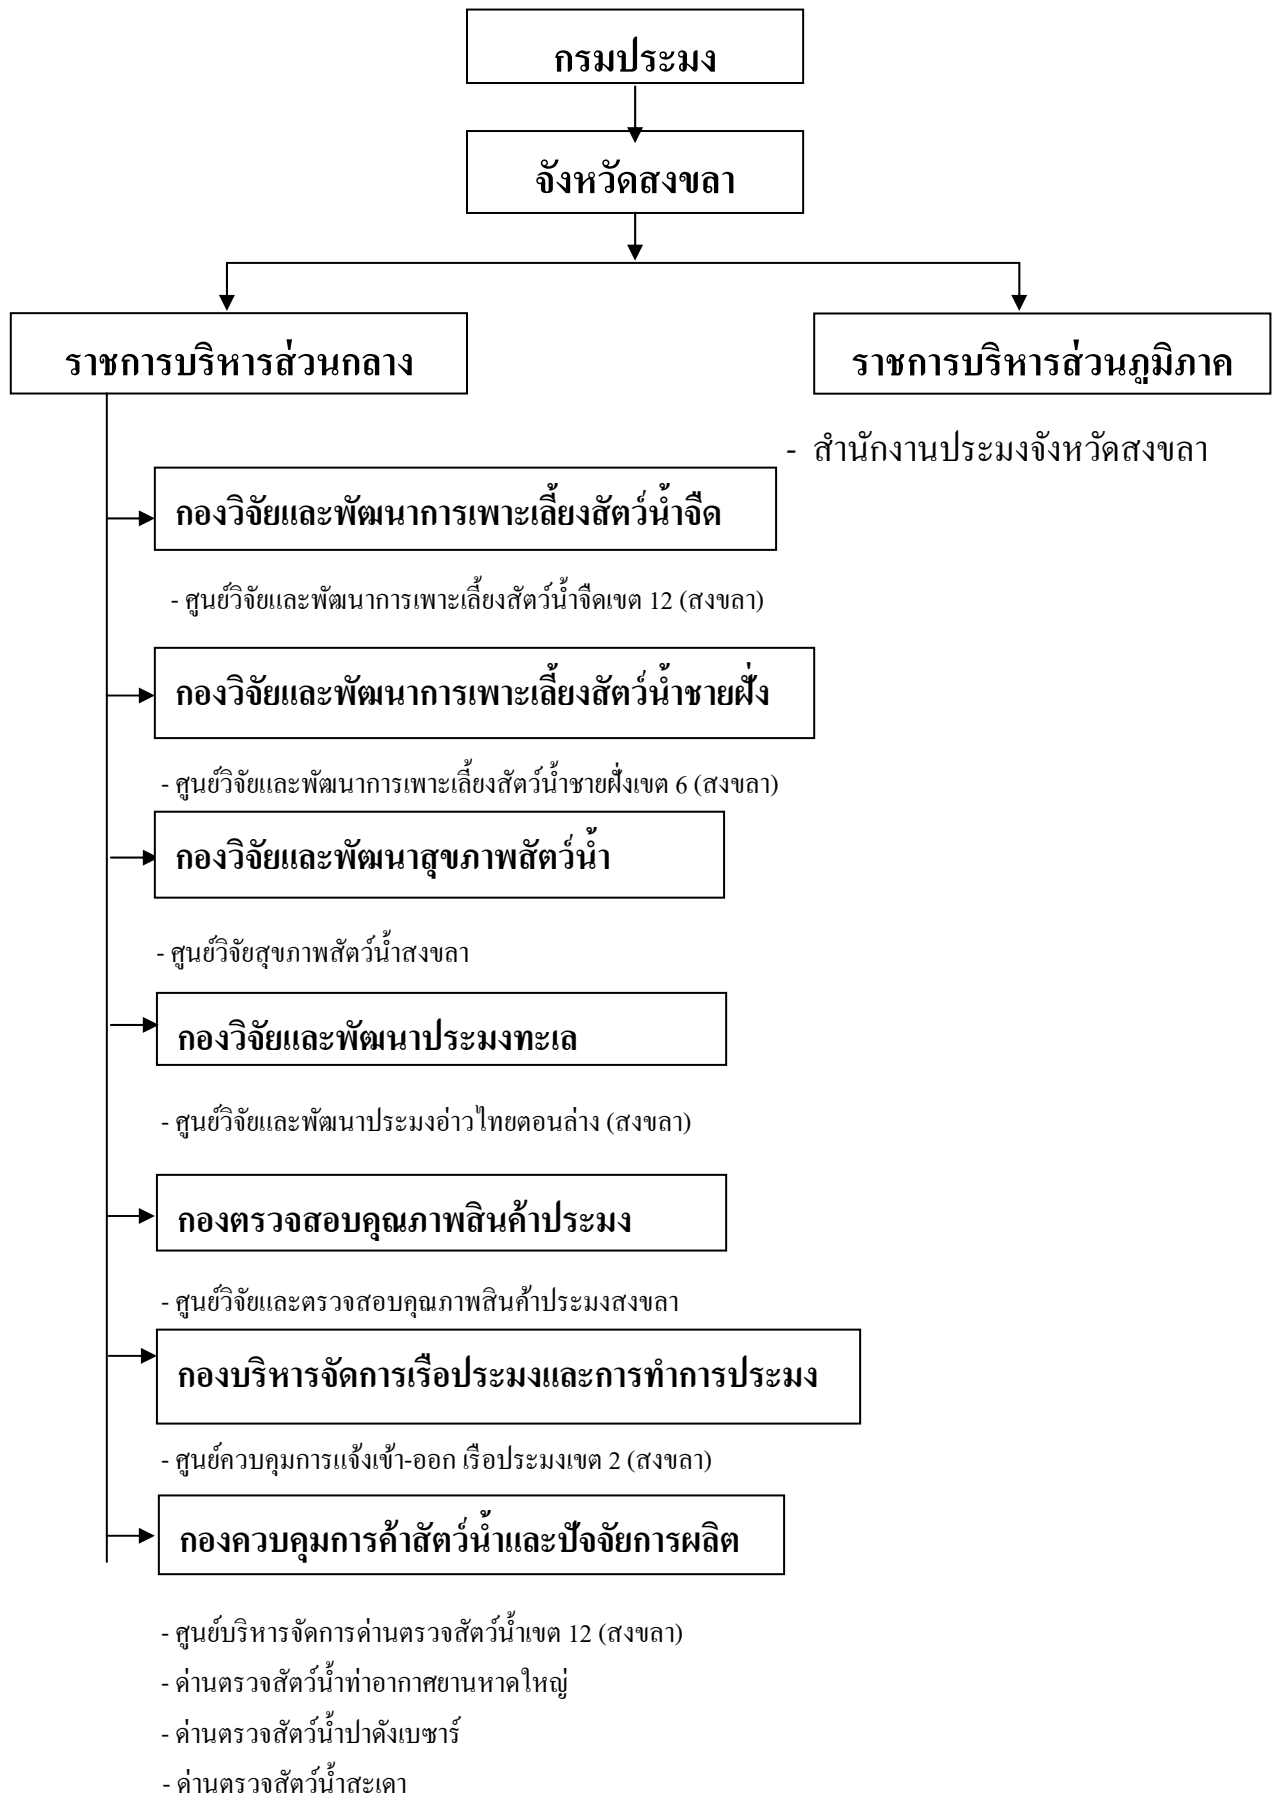 กรมประมง
จังหวัดสงขลา
ราชการบริหารส่วนกลาง
ราชการบริหารส่วนภูมิภาค
- สำนักงานประมงจังหวัดสงขลา
กองวิจัยและพัฒนาการเพาะเลี้ยงสัตว์น้ำจืด
- ศูนย์วิจัยและพัฒนาการเพาะเลี้ยงสัตว์น้ำจืดเขต 12 (สงขลา)
กองวิจัยและพัฒนาการเพาะเลี้ยงสัตว์น้ำชายฝั่ง
- ศูนย์วิจัยและพัฒนาการเพาะเลี้ยงสัตว์น้ำชายฝั่งเขต 6 (สงขลา)
กองวิจัยและพัฒนาสุขภาพสัตว์น้ำ
- ศูนย์วิจัยสุขภาพสัตว์น้ำสงขลา
กองวิจัยและพัฒนาประมงทะเล
- ศูนย์วิจัยและพัฒนาประมงอ่าวไทยตอนล่าง (สงขลา)
กองตรวจสอบคุณภาพสินค้าประมง
- ศูนย์วิจัยและตรวจสอบคุณภาพสินค้าประมงสงขลา
กองบริหารจัดการเรือประมงและการทำการประมง
- ศูนย์ควบคุมการแจ้งเข้า-ออก เรือประมงเขต 2 (สงขลา)
กองควบคุมการค้าสัตว์น้ำและปัจจัยการผลิต
- ศูนย์บริหารจัดการด่านตรวจสัตว์น้ำเขต 12 (สงขลา)
- ด่านตรวจสัตว์น้ำท่าอากาศยานหาดใหญ่
- ด่านตรวจสัตว์น้ำปาดังเบซาร์
- ด่านตรวจสัตว์น้ำสะเดา